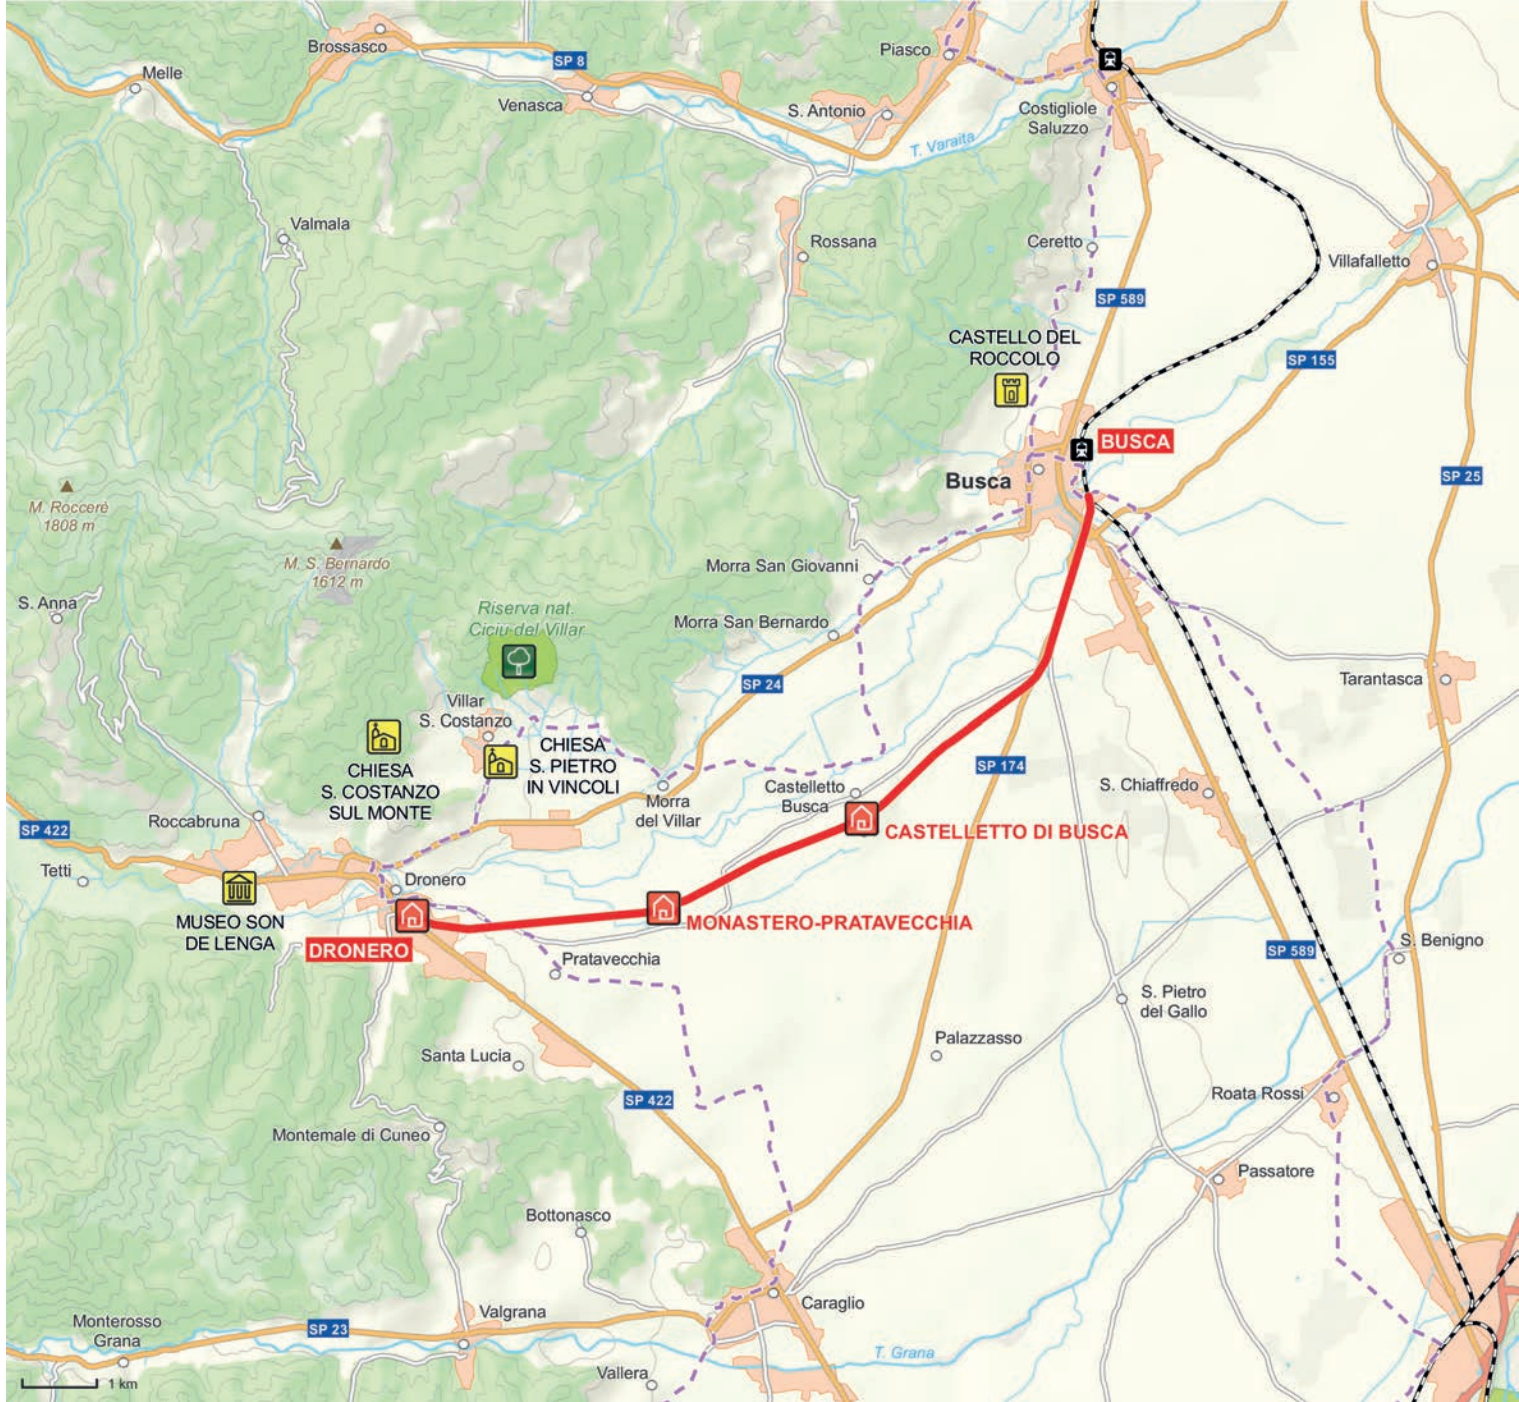 Brossasco
SP 8
Piasco
Melle
Venasca
S. Antonio
Costigliole
Saluzzo
T. Varaita
Valmala
Rossana
Ceretto
Villafalletto
SP 589
CASTELLO DEL
ROCCOLO
SP 155
BUSCA
Busca
SP 25
M. Rocceré
1808 m
M. S. Bernardo
1612 m
Morra San Giovanni
S. Anna
Riserva nat.
Ciciu del Villar
Morra San Bernardo
SP 24
Tarantasca
Villar
S. Costanzo
CHIESA
S. PIETRO
IN VINCOLI
CHIESA
S. COSTANZO
SUL MONTE
SP 174
S. Chiaffredo
Castelletto
Busca
Morra
del Villar
Roccabruna
SP 422
CASTELLETTO DI BUSCA
Tetti
Dronero
MUSEO SON
DE LENGA
MONASTERO-PRATAVECCHIA
DRONERO
Pratavecchia
SP 589
S. Benigno
S. Pietro
del Gallo
Palazzasso
Santa Lucia
SP 422
Roata Rossi
Montemale di Cuneo
Passatore
Bottonasco
Caraglio
Valgrana
Monterosso
Grana
SP 23
T. Grana
Vallera
1 km